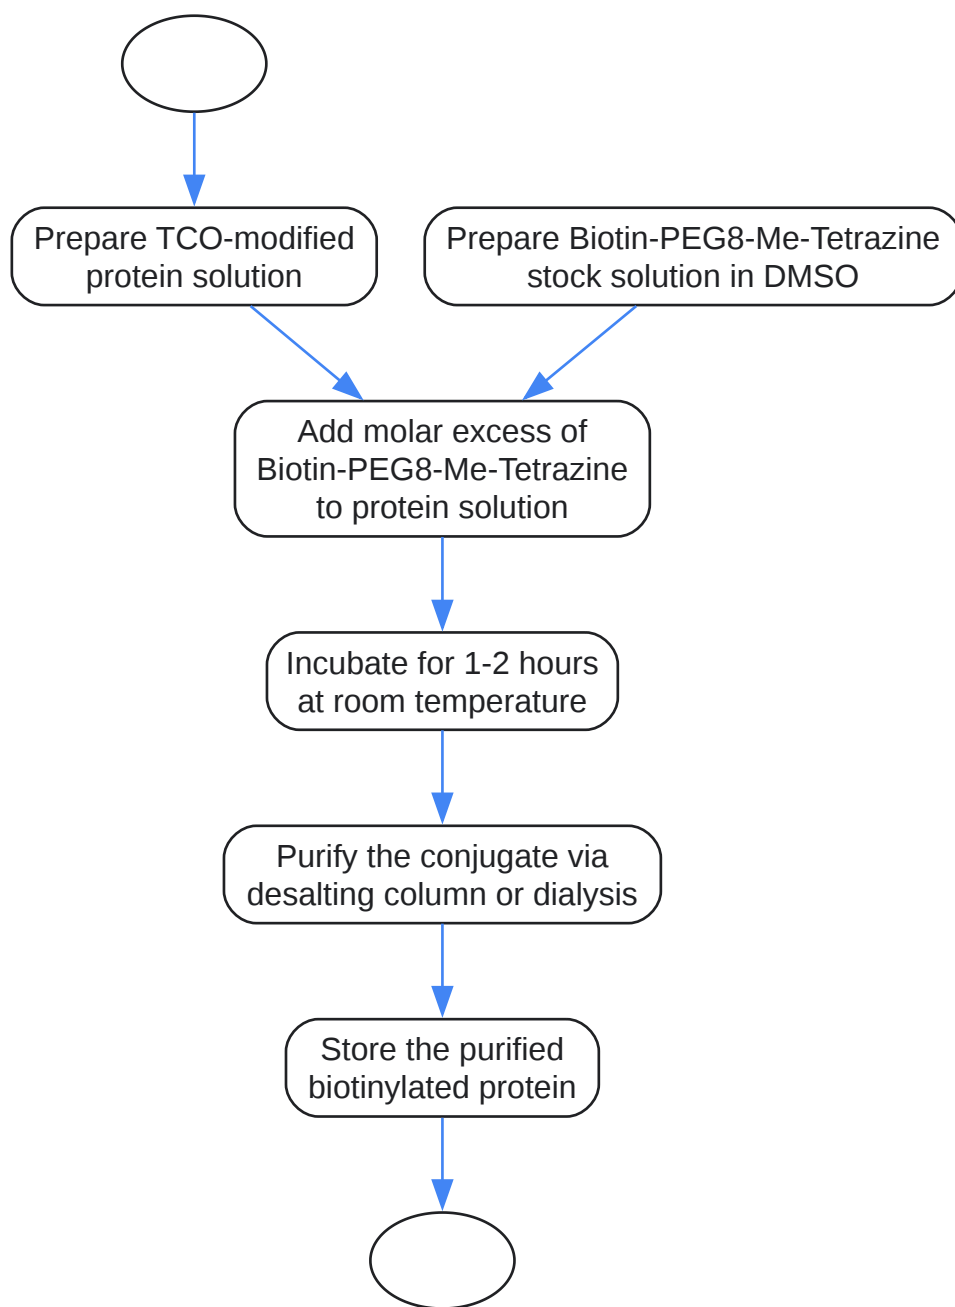 Prepare TCO-modified
protein solution
Prepare Biotin-PEG8-Me-Tetrazine
stock solution in DMSO
Add molar excess of
Biotin-PEG8-Me-Tetrazine
to protein solution
Incubate for 1-2 hours
at room temperature
Purify the conjugate via
desalting column or dialysis
Store the purified
biotinylated protein